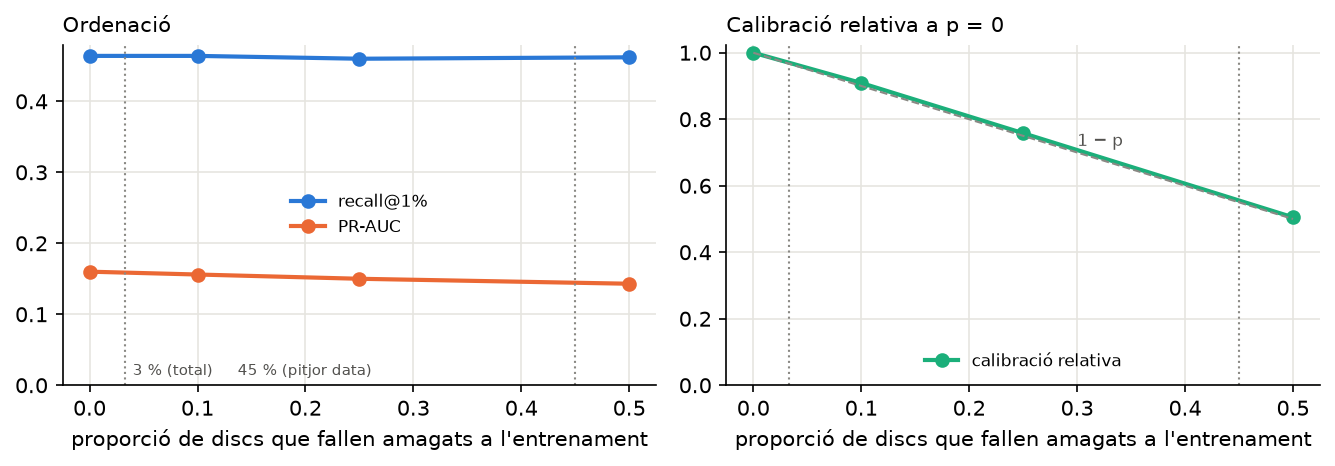 Ordenació
0.4
0.3
0.2
0.1
0.0
recall@1%
PR-AUC
3 % (total)
45 % (pitjor data)
0.0 0.1 0.2 0.3 0.4 0.5
proporció de discs que fallen amagats a l'entrenament
Calibració relativa a p = 0
1.0
0.8
0.6
0.4
0.2
0.0
1 − p
calibració relativa
0.0 0.1 0.2 0.3 0.4 0.5
proporció de discs que fallen amagats a l'entrenament